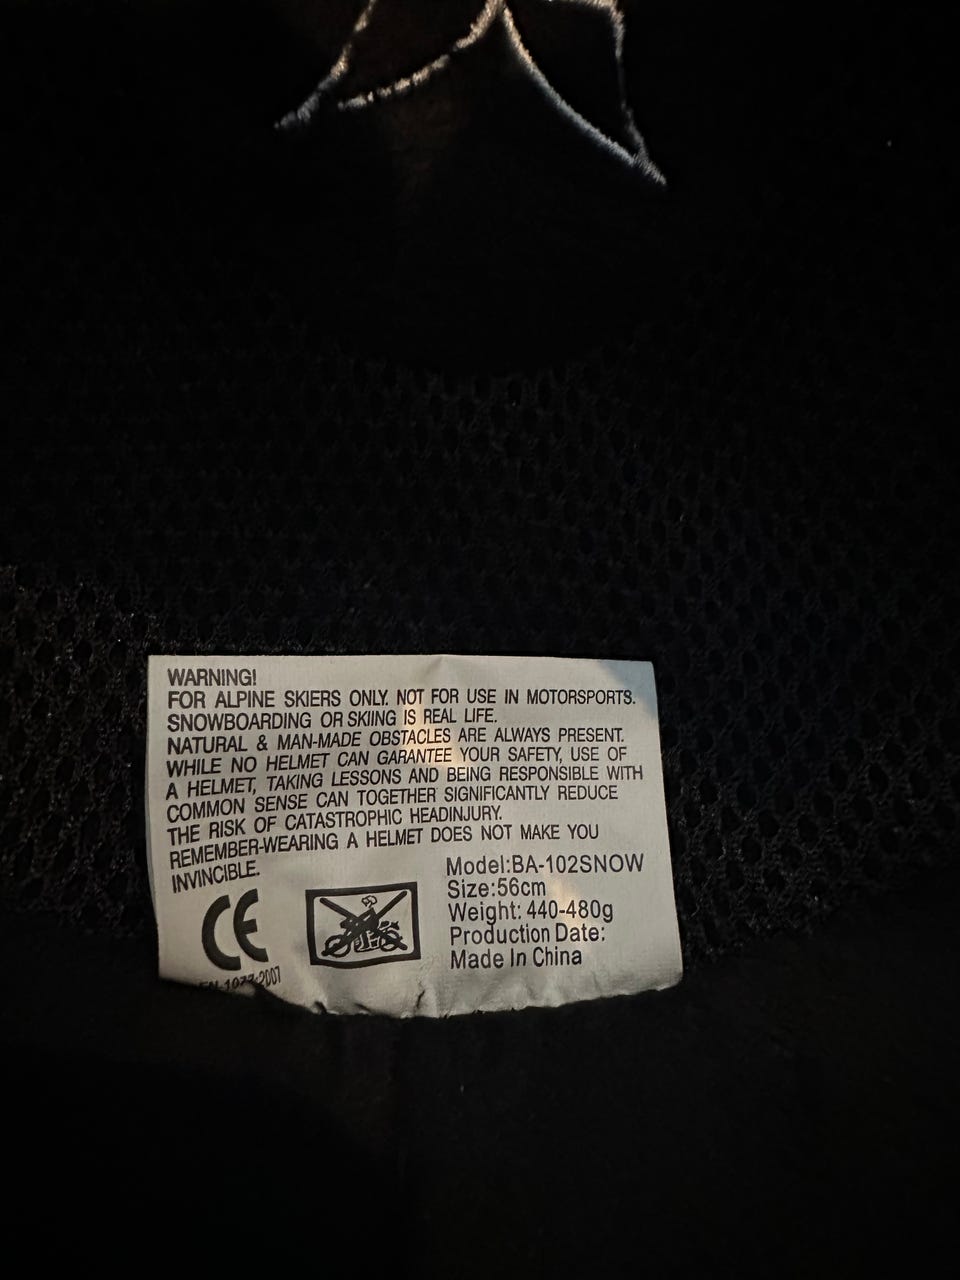 WARNING!
FOR ALPINE SKIERS ONLY. NOT FOR USE IN MOTORSPORTS.
SNOWBOARDING OR SKIING IS REAL LIFE.
NATURAL & MAN-MADE OBSTACLES ARE ALWAYS PRESENT.
WHILE NO HELMET CAN GARANTEE YOUR SAFETY, USE OF
A HELMET, TAKING LESSONS AND BEING RESPONSIBLE WITH
COMMON SENSE CAN TOGETHER SIGNIFICANTLY REDUCE
THE RISK OF CATASTROPHIC HEADINJURY.
REMEMBER-WEARING A HELMET DOES NOT MAKE YOU
INVINCIBLE.
CE
EN 1077:2007
Model:BA-102SNOW
Size:56cm
Weight: 440-480g
Production Date:
Made In China